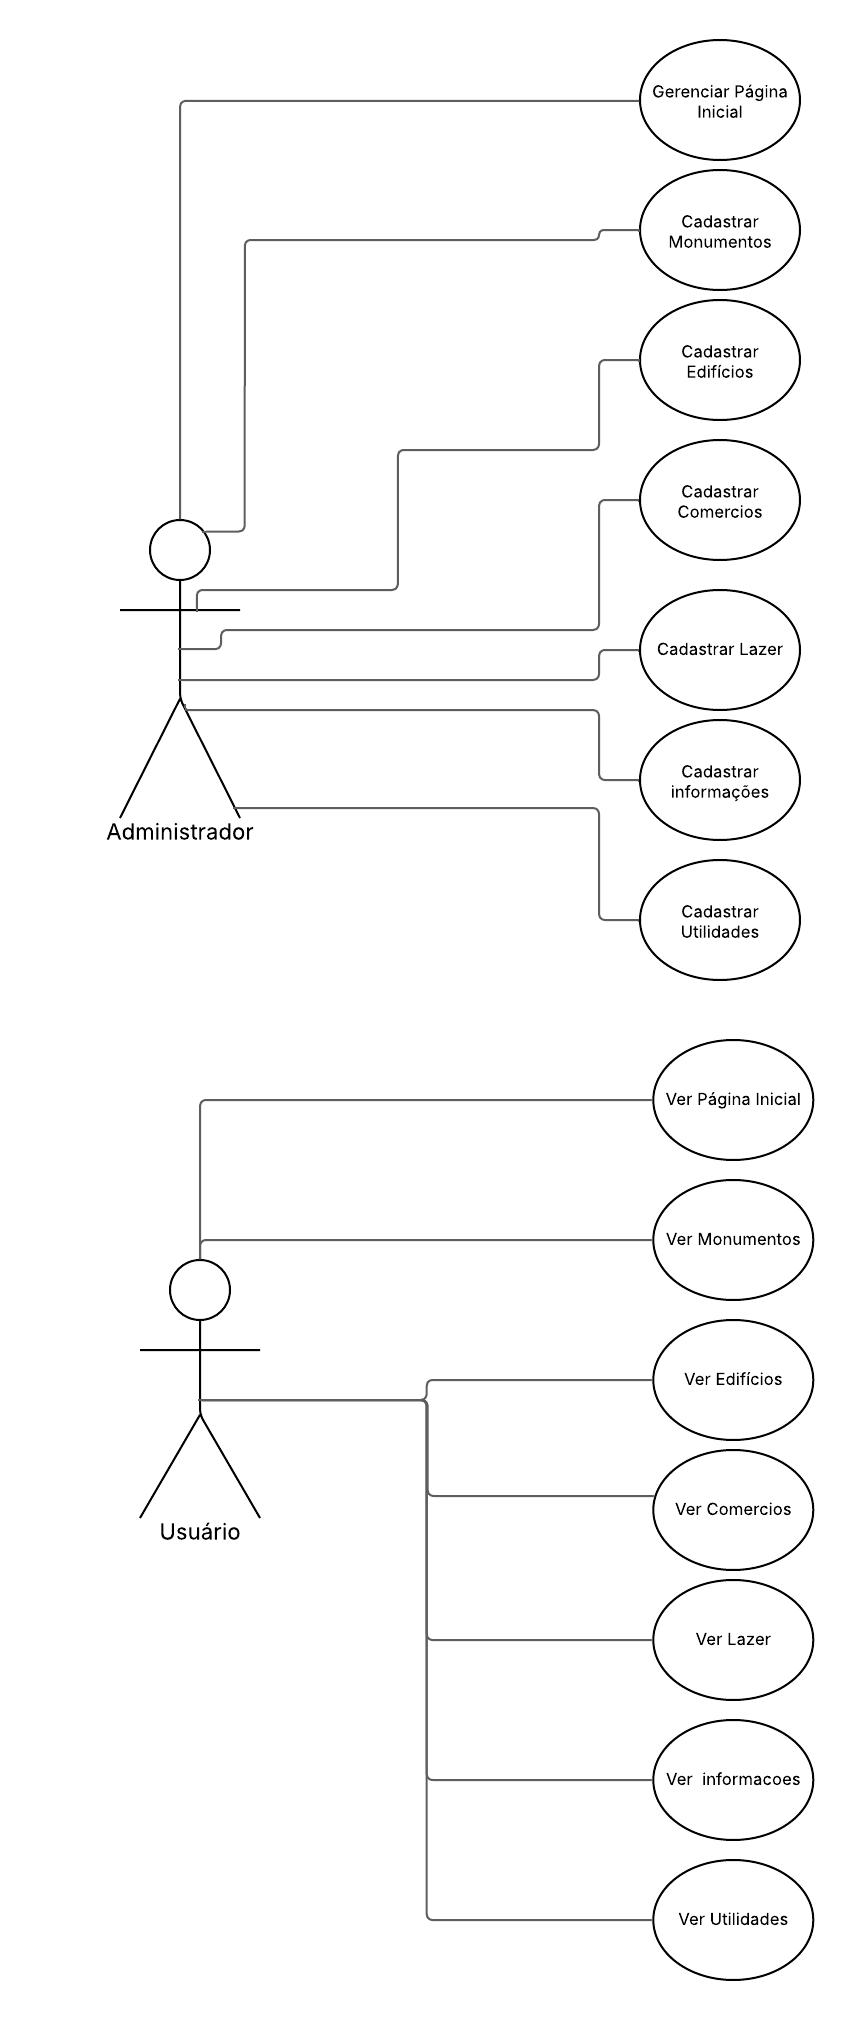 Gerenciar Página
Inicial
Cadastrar
Monumentos
Cadastrar
Edifícios
Cadastrar
Comercios
Cadastrar Lazer
Cadastrar
informações
Administrador
Cadastrar
Utilidades
Ver Página Inicial
Ver Monumentos
Ver Edifícios
Ver Comercios
Usuário
Ver Lazer
Ver  informacoes
Ver Utilidades